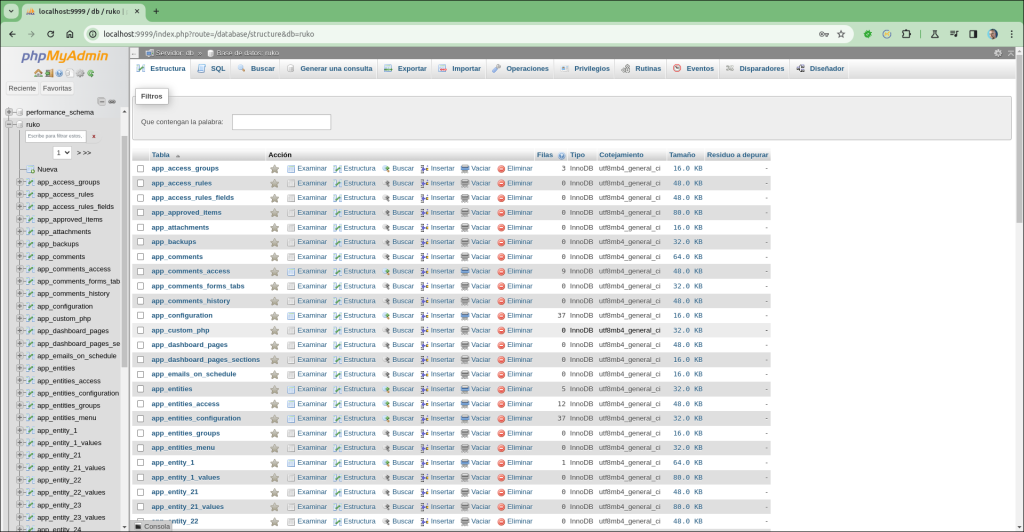 localhost:9999 / db / ruko |
localhost:9999/index.php?route=/database/structure&db=ruko
phpMyAdmin
Reciente Favoritas
performance_schema
ruko
Escribe para filtrar estos,
x
1 > >>
Nueva
app_access_groups
app_access_rules
app_access_rules_fields
app_approved_items
app_attachments
app_backups
app_comments
app_comments_access
app_comments_forms_tab
app_comments_history
app_configuration
app_custom_php
app_dashboard_pages
app_dashboard_pages_se
app_emails_on_schedule
app_entities
app_entities_access
app_entities_configuration
app_entities_groups
app_entities_menu
app_entity_1
app_entity_1_values
app_entity_21
app_entity_21_values
app_entity_22
app_entity_22_values
app_entity_23
app_entity_23_values
app_entity_24
Servidor: db » Base de datos: ruko
Estructura SQL Buscar Generar una consulta Exportar Importar Operaciones Privilegios Rutinas Eventos Disparadores Diseñador
Filtros
Que contengan la palabra:
Tabla Acción Filas Tipo Cotejamiento Tamaño Residuo a depurar
app_access_groups Examinar Estructura Buscar Insertar Vaciar Eliminar 3 InnoDB utf8mb4_general_ci 16.0 KB -
app_access_rules Examinar Estructura Buscar Insertar Vaciar Eliminar 0 InnoDB utf8mb4_general_ci 48.0 KB -
app_access_rules_fields Examinar Estructura Buscar Insertar Vaciar Eliminar 0 InnoDB utf8mb4_general_ci 48.0 KB -
app_approved_items Examinar Estructura Buscar Insertar Vaciar Eliminar 0 InnoDB utf8mb4_general_ci 80.0 KB -
app_attachments Examinar Estructura Buscar Insertar Vaciar Eliminar 0 InnoDB utf8mb4_general_ci 16.0 KB -
app_backups Examinar Estructura Buscar Insertar Vaciar Eliminar 0 InnoDB utf8mb4_general_ci 32.0 KB -
app_comments Examinar Estructura Buscar Insertar Vaciar Eliminar 0 InnoDB utf8mb4_general_ci 64.0 KB -
app_comments_access Examinar Estructura Buscar Insertar Vaciar Eliminar 9 InnoDB utf8mb4_general_ci 48.0 KB -
app_comments_forms_tabs Examinar Estructura Buscar Insertar Vaciar Eliminar 0 InnoDB utf8mb4_general_ci 32.0 KB -
app_comments_history Examinar Estructura Buscar Insertar Vaciar Eliminar 0 InnoDB utf8mb4_general_ci 48.0 KB -
app_configuration Examinar Estructura Buscar Insertar Vaciar Eliminar 37 InnoDB utf8mb4_general_ci 16.0 KB -
app_custom_php Examinar Estructura Buscar Insertar Vaciar Eliminar 0 InnoDB utf8mb4_general_ci 32.0 KB -
app_dashboard_pages Examinar Estructura Buscar Insertar Vaciar Eliminar 0 InnoDB utf8mb4_general_ci 48.0 KB -
app_dashboard_pages_sections Examinar Estructura Buscar Insertar Vaciar Eliminar 0 InnoDB utf8mb4_general_ci 16.0 KB -
app_emails_on_schedule Examinar Estructura Buscar Insertar Vaciar Eliminar 0 InnoDB utf8mb4_general_ci 16.0 KB -
app_entities Examinar Estructura Buscar Insertar Vaciar Eliminar 5 InnoDB utf8mb4_general_ci 32.0 KB -
app_entities_access Examinar Estructura Buscar Insertar Vaciar Eliminar 12 InnoDB utf8mb4_general_ci 48.0 KB -
app_entities_configuration Examinar Estructura Buscar Insertar Vaciar Eliminar 37 InnoDB utf8mb4_general_ci 32.0 KB -
app_entities_groups Examinar Estructura Buscar Insertar Vaciar Eliminar 0 InnoDB utf8mb4_general_ci 16.0 KB -
app_entities_menu Examinar Estructura Buscar Insertar Vaciar Eliminar 0 InnoDB utf8mb4_general_ci 32.0 KB -
app_entity_1 Examinar Estructura Buscar Insertar Vaciar Eliminar 1 InnoDB utf8mb4_general_ci 64.0 KB -
app_entity_1_values Examinar Estructura Buscar Insertar Vaciar Eliminar 0 InnoDB utf8mb4_general_ci 80.0 KB -
app_entity_21 Examinar Estructura Buscar Insertar Vaciar Eliminar 0 InnoDB utf8mb4_general_ci 48.0 KB -
app_entity_21_values Examinar Estructura Buscar Insertar Vaciar Eliminar 0 InnoDB utf8mb4_general_ci 80.0 KB -
app_entity_22 Examinar Estructura Buscar Insertar Vaciar Eliminar 0 InnoDB utf8mb4_general_ci 48.0 KB -
Consola